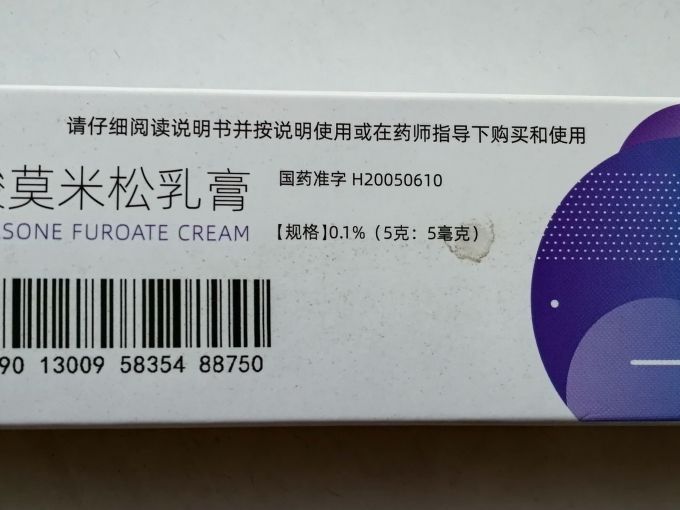 请仔细阅读说明书并按说明使用或在药师指导下购买和使用
酸莫米松乳膏
国药准字 H20050610
SONE FUROATE CREAM
【规格】0.1%（5克：5毫克）
90 13009 58354 88750